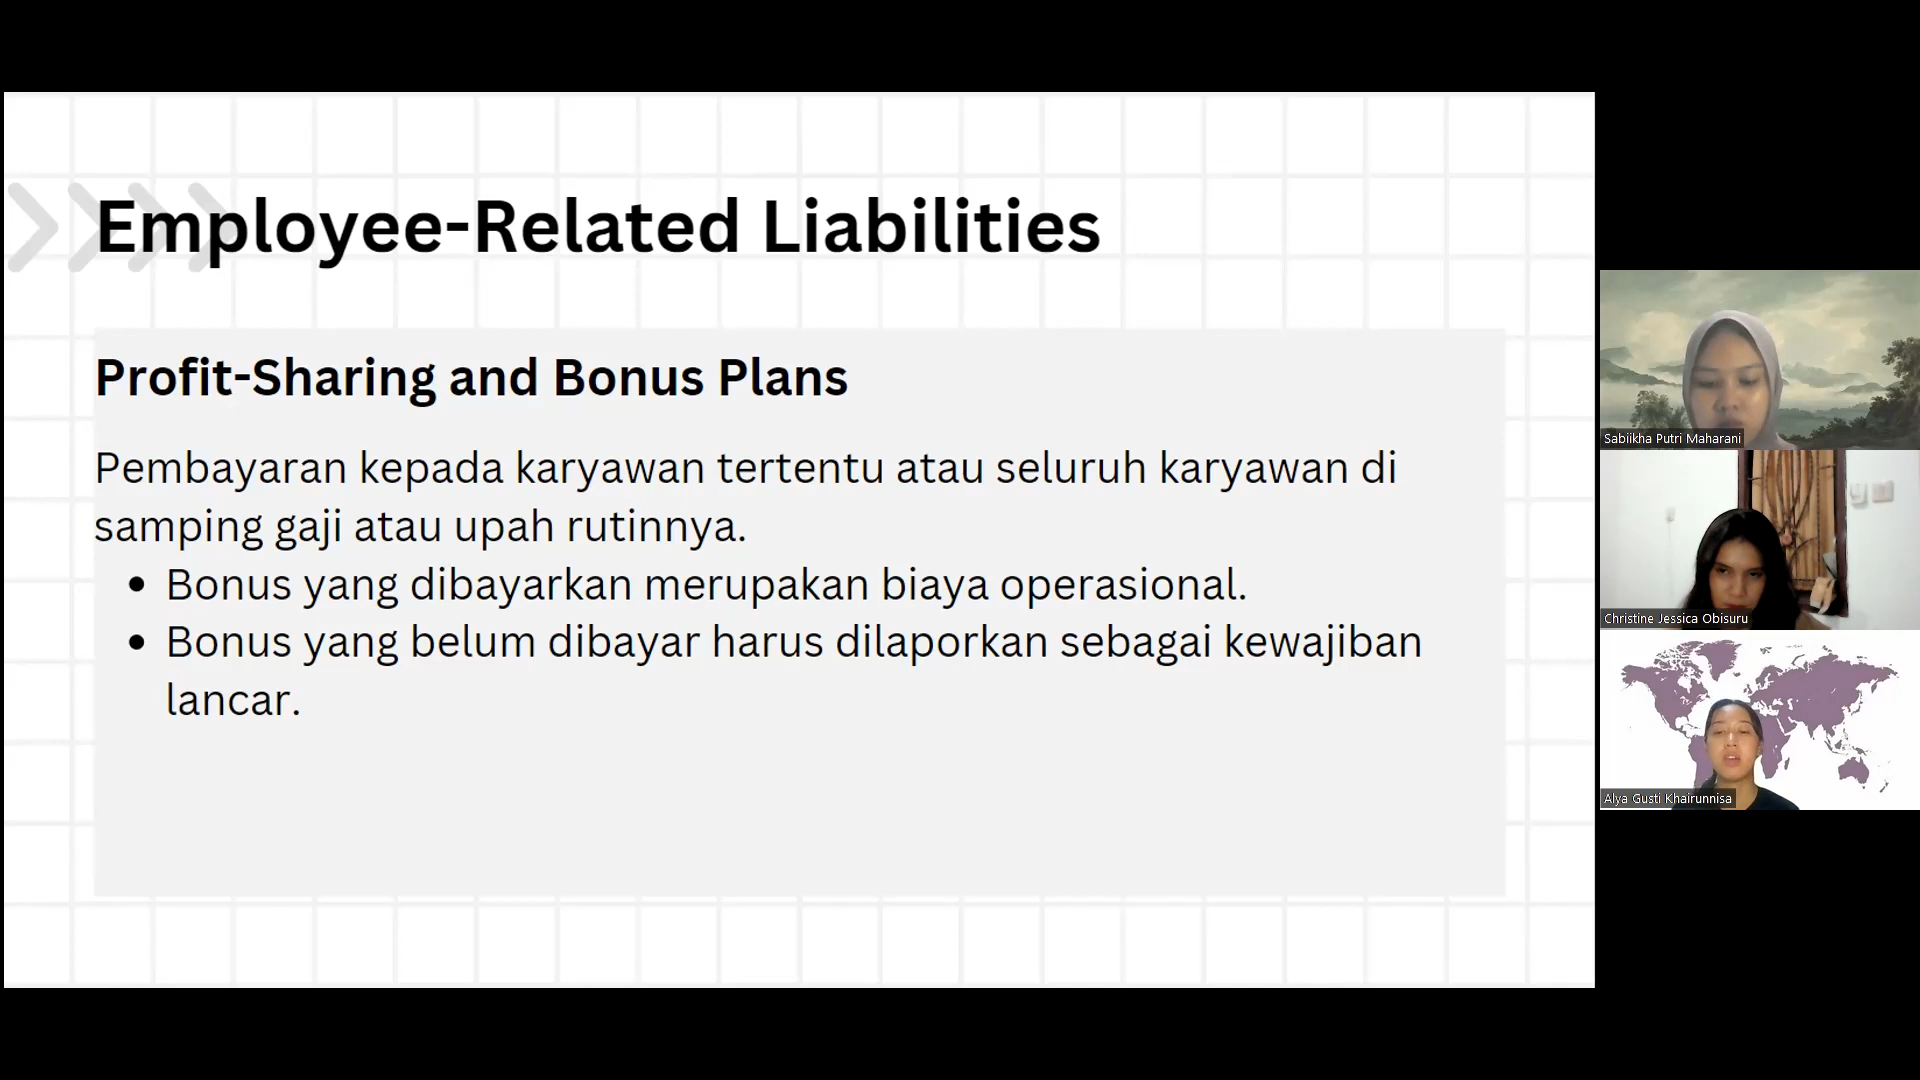 Employee-Related Liabilities
Profit-Sharing and Bonus Plans
Pembayaran kepada karyawan tertentu atau seluruh karyawan di
samping gaji atau upah rutinnya.
• Bonus yang dibayarkan merupakan biaya operasional.
• Bonus yang belum dibayar harus dilaporkan sebagai kewajiban
lancar.
Sabiikha Putri Maharani
Christine Jessica Obisuru
Alya Gusti Khairunnisa